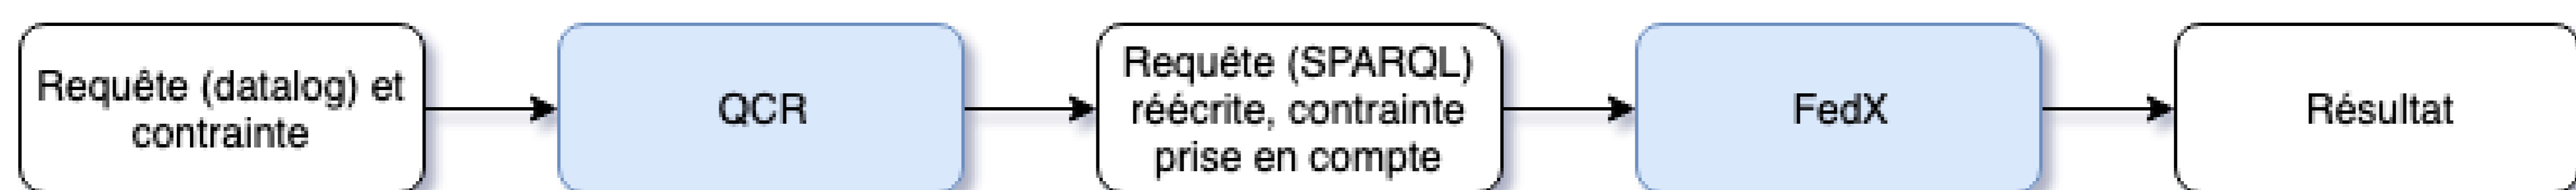 Requête (datalog) et
contrainte
QCR
Requête (SPARQL)
réécrite, contrainte
prise en compte
FedX
Résultat